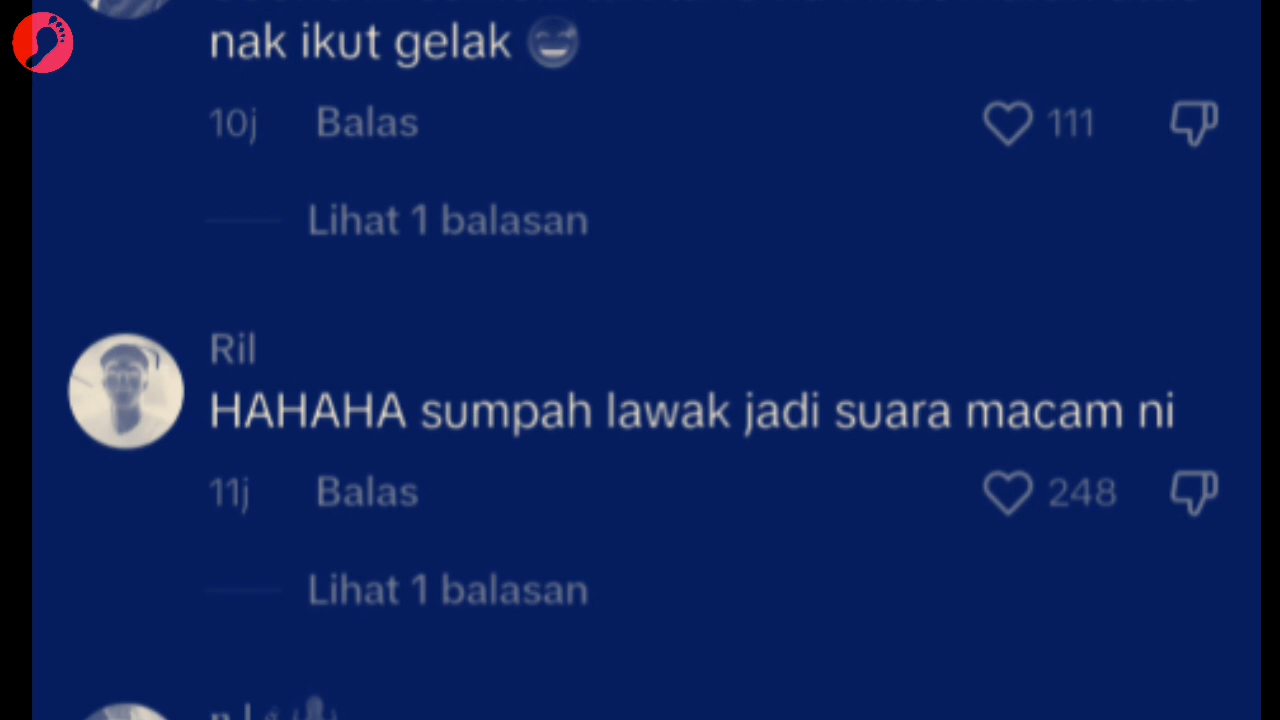 nak ikut gelak 😅
10j Balas 111
Lihat 1 balasan
Ril
HAHAHA sumpah lawak jadi suara macam ni
11j Balas 248
Lihat 1 balasan